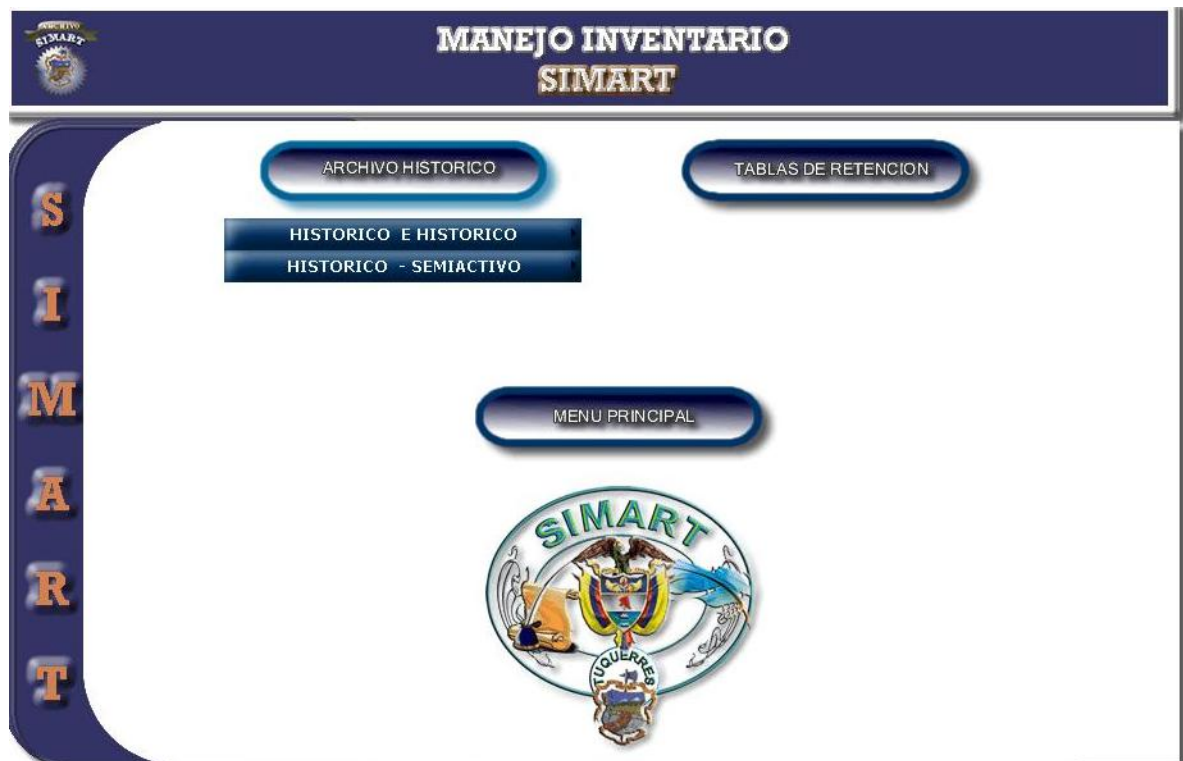 ARCHIVO
SIMART
MANEJO INVENTARIO
SIMART
ARCHIVO HISTORICO
TABLAS DE RETENCION
HISTORICO E HISTORICO
HISTORICO - SEMIACTIVO
MENU PRINCIPAL
S
I
M
A
R
T
SIMART
TUQUERRES